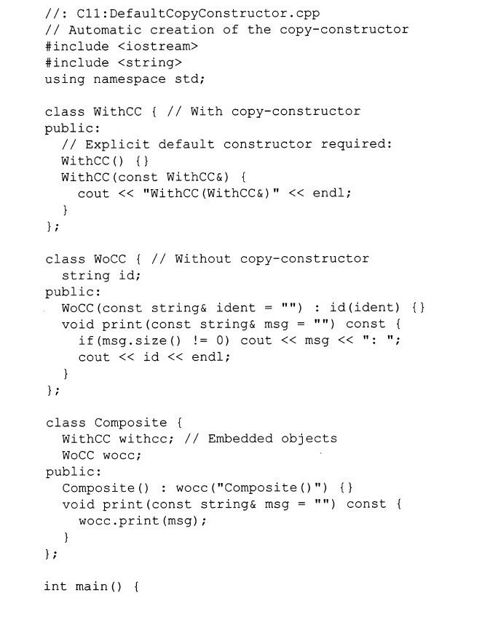 //: C11:DefaultCopyConstructor.cpp
// Automatic creation of the copy-constructor
#include <iostream>
#include <string>
using namespace std;

class WithCC { // With copy-constructor
public:
  // Explicit default constructor required:
  WithCC() {}
  WithCC(const WithCC&) {
    cout << "WithCC(WithCC&)" << endl;
  }
};

class WoCC { // Without copy-constructor
  string id;
public:
  WoCC(const string& ident = "") : id(ident) {}
  void print(const string& msg = "") const {
    if(msg.size() != 0) cout << msg << ": ";
    cout << id << endl;
  }
};

class Composite {
  WithCC withcc; // Embedded objects
  WoCC wocc;
public:
  Composite() : wocc("Composite()") {}
  void print(const string& msg = "") const {
    wocc.print(msg);
  }
};

int main() {